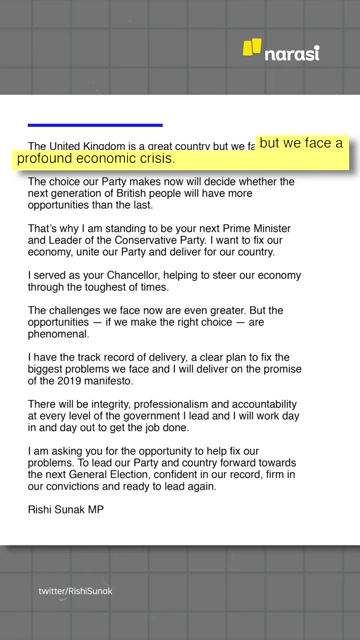 narasi
The United Kingdom is a great country but we fa
but we face a
profound economic crisis.
The choice our Party makes now will decide whether the
next generation of British people will have more
opportunities than the last.
That's why I am standing to be your next Prime Minister
and Leader of the Conservative Party. I want to fix our
economy, unite our Party and deliver for our country.
I served as your Chancellor, helping to steer our economy
through the toughest of times.
The challenges we face now are even greater. But the
opportunities — if we make the right choice — are
phenomenal.
I have the track record of delivery, a clear plan to fix the
biggest problems we face and I will deliver on the promise
of the 2019 manifesto.
There will be integrity, professionalism and accountability
at every level of the government I lead and I will work day
in and day out to get the job done.
I am asking you for the opportunity to help fix our
problems. To lead our Party and country forward towards
the next General Election, confident in our record, firm in
our convictions and ready to lead again.
Rishi Sunak MP
twitter/RishiSunak